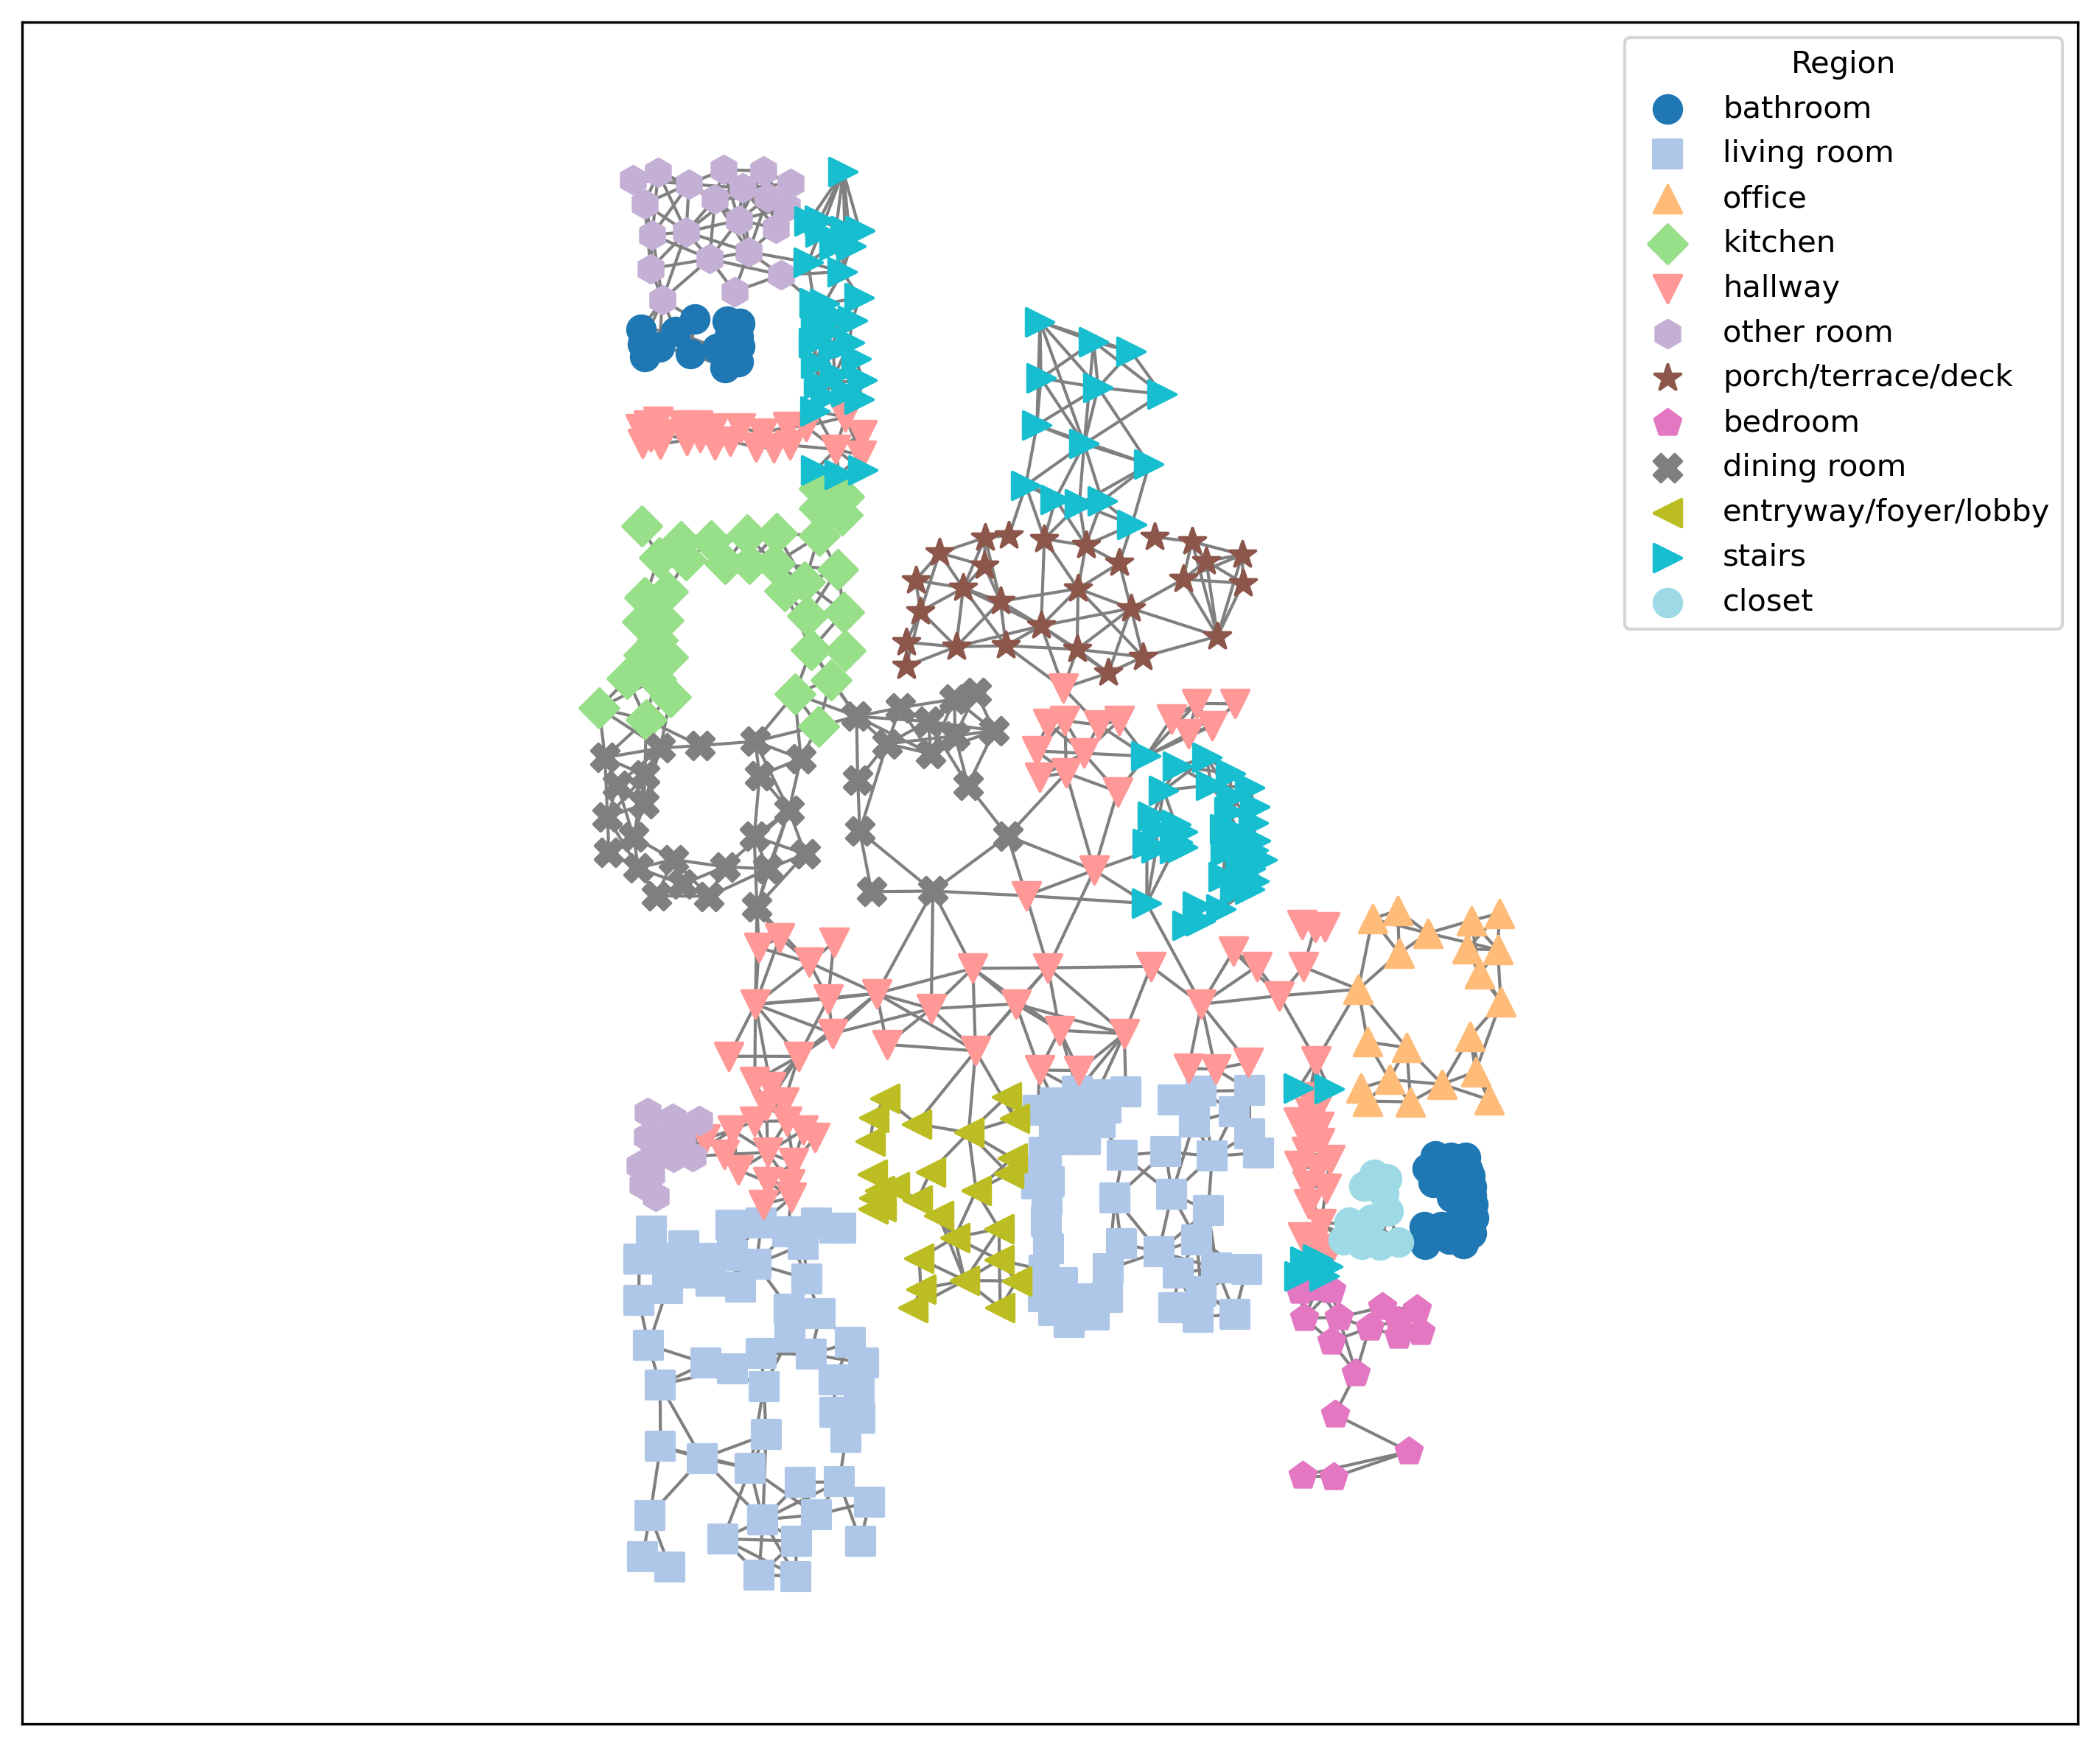 Region
bathroom
living room
office
kitchen
hallway
other room
porch/terrace/deck
bedroom
dining room
entryway/foyer/lobby
stairs
closet